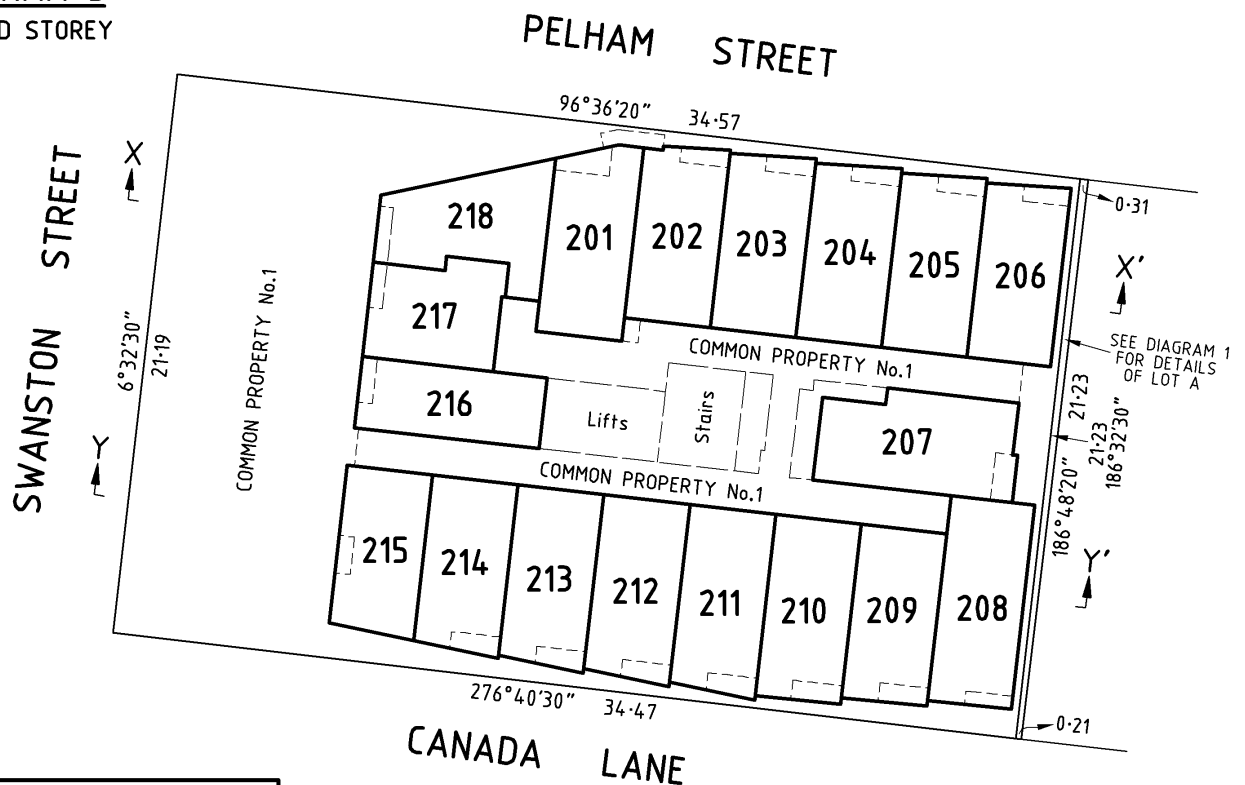 D STOREY
PELHAM STREET
96°36'20" 34·57
SWANSTON STREET
X
Y
6°32'30"
21·19
COMMON PROPERTY No.1
218
201
202
203
204
205
206
0·31
X'
217
COMMON PROPERTY No.1
SEE DIAGRAM 1
FOR DETAILS
OF LOT A
216
Lifts
Stairs
207
21·23
21·23
186°32'30"
186°48'20"
COMMON PROPERTY No.1
Y'
215
214
213
212
211
210
209
208
276°40'30" 34·47
0·21
CANADA LANE